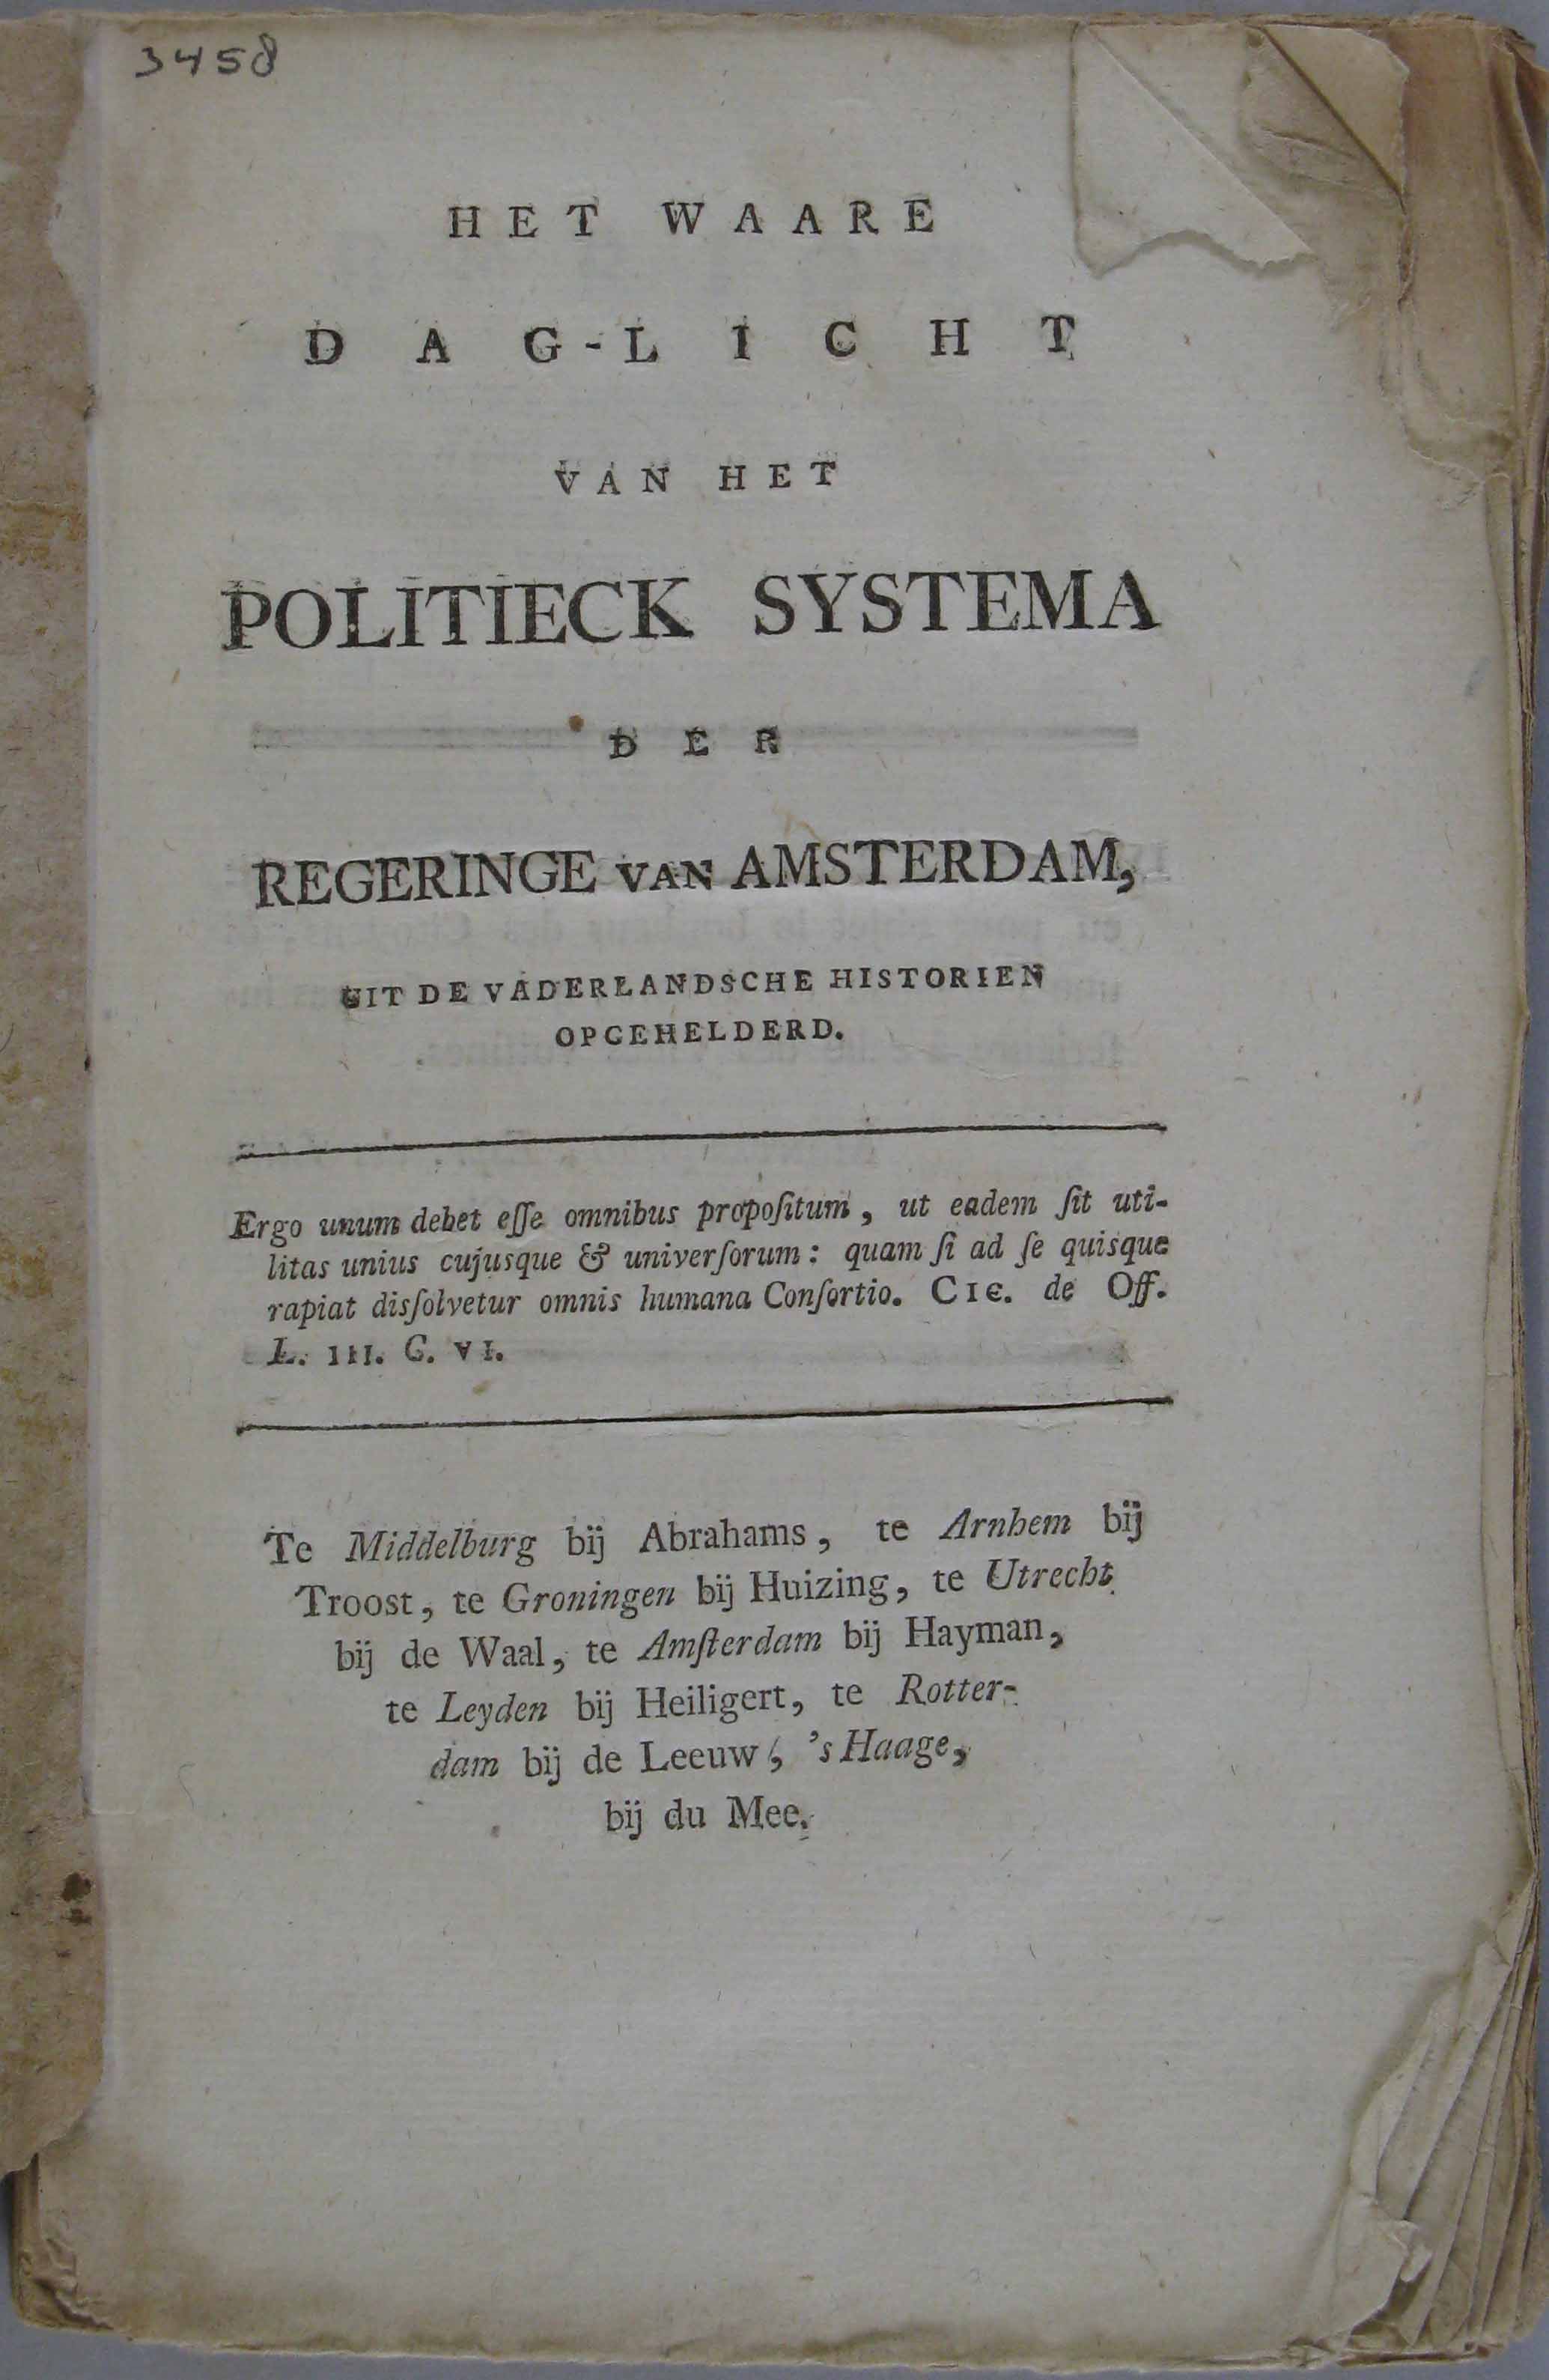 3458
HET WAARE
DAG-LICHT
VAN HET
POLITIECK SYSTEMA
DER
REGERINGE VAN AMSTERDAM,
UIT DE VADERLANDSCHE HISTORIEN
OPGEHELDERD.
Ergo unum debet eſſe omnibus propoſitum, ut eadem ſit uti-
litas unius cujusque & univerſorum: quam ſi ad ſe quisque
rapiat disſolvetur omnis humana Conſortio. CIC. de Off.
L. III. C. VI.
Te Middelburg bij Abrahams, te Arnhem bij
Troost, te Groningen bij Huizing, te Utrecht
bij de Waal, te Amſterdam bij Hayman,
te Leyden bij Heiligert, te Rotter-
dam bij de Leeuw, 's Haage,
bij du Mee.